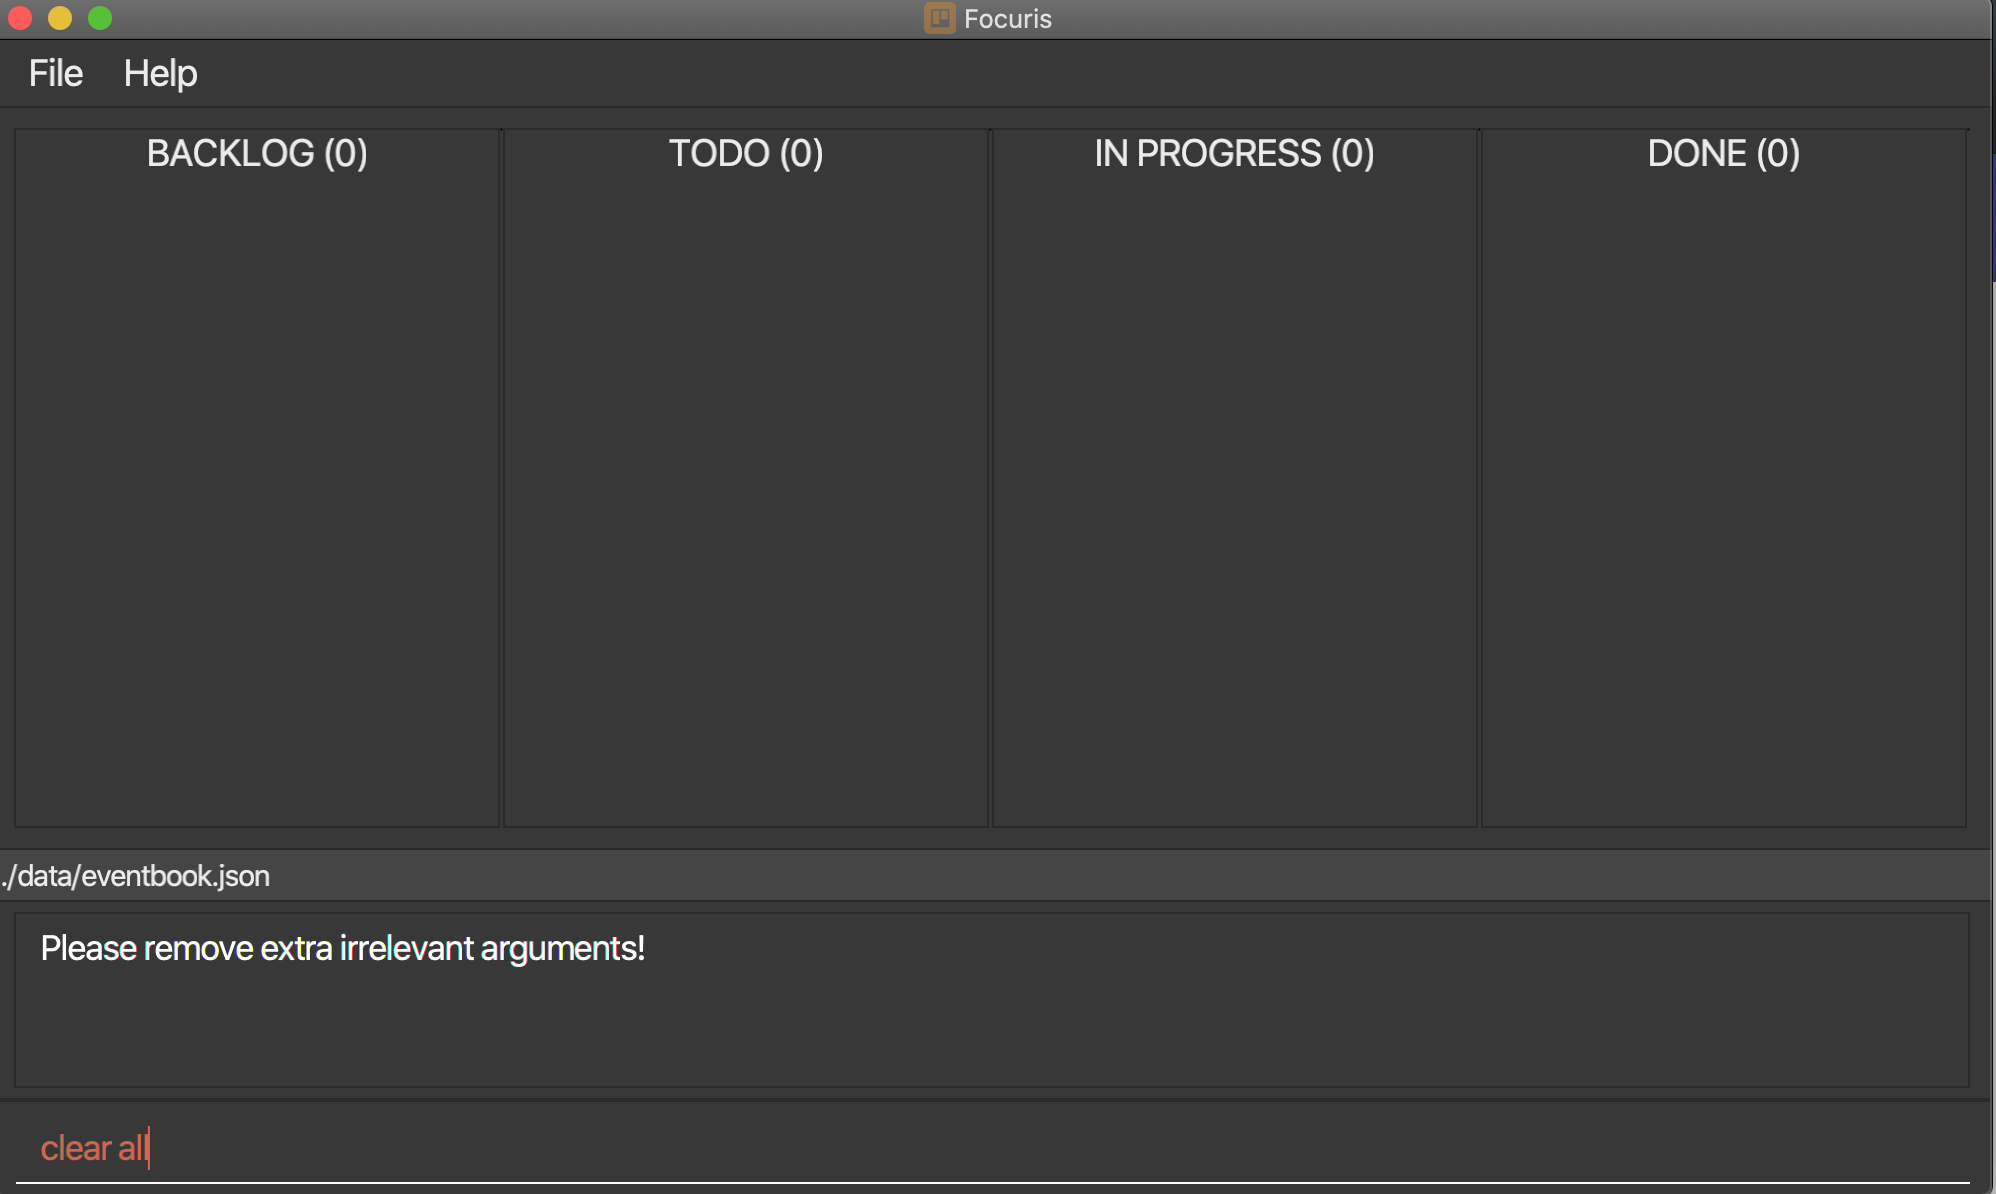 Focuris
File Help
BACKLOG (0) TODO (0) IN PROGRESS (0) DONE (0)
./data/eventbook.json
Please remove extra irrelevant arguments!
clear all